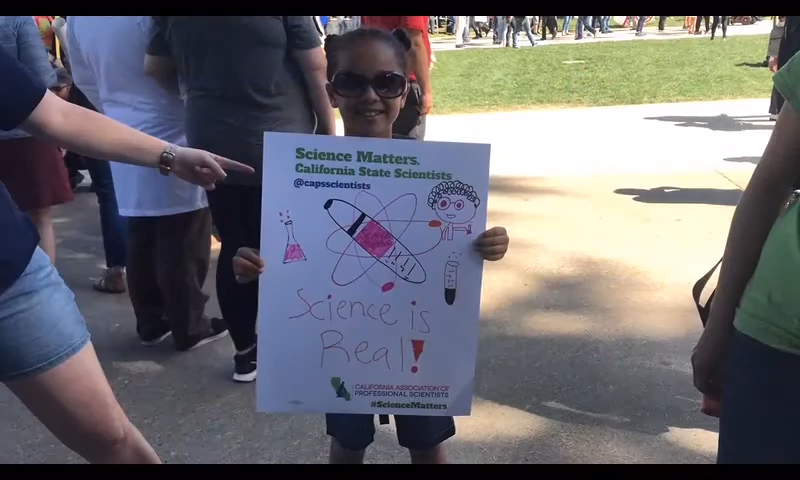 Science Matters.
California State Scientists
@capsscientists
Science is
Real!
CALIFORNIA ASSOCIATION OF
PROFESSIONAL SCIENTISTS
#ScienceMatters